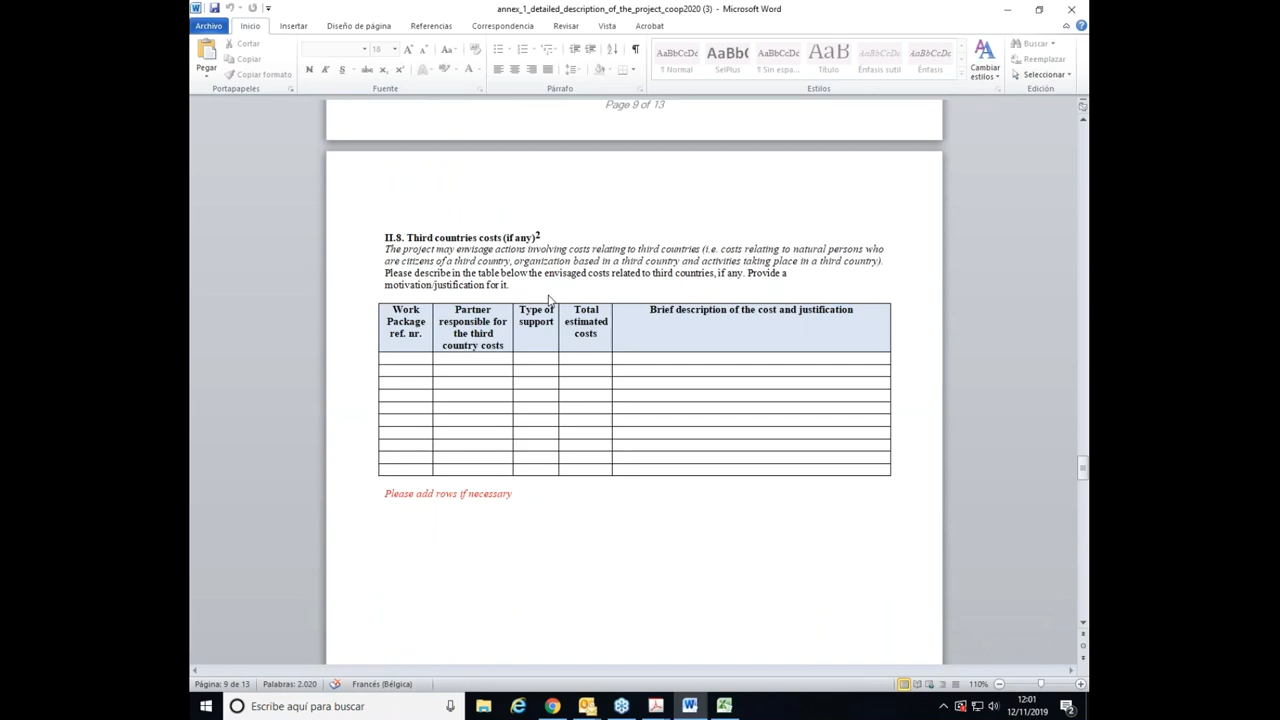 annex_1_detailed_description_of_the_project_coop2020 (3) - Microsoft Word
Archivo Inicio Insertar Diseño de página Referencias Correspondencia Revisar Vista Acrobat
Pegar
Cortar
Copiar
Copiar formato
Portapapeles
18
Fuente
Párrafo
AaBbCcDc AaBb( AaBbCcDc AaB AaBbCcDc AaBbCcDc
¶ Normal SelPlus ¶ Sin espa... Título Énfasis sutil Énfasis
Cambiar estilos
Estilos
Buscar
Reemplazar
Seleccionar
Edición
Page 9 of 13
II.8. Third countries costs (if any)2
The project may envisage actions involving costs relating to third countries (i.e. costs relating to natural persons who
are citizens of a third country, organization based in a third country and activities taking place in a third country).
Please describe in the table below the envisaged costs related to third countries, if any. Provide a
motivation/justification for it.
Work Package ref. nr.
Partner responsible for the third country costs
Type of support
Total estimated costs
Brief description of the cost and justification
Please add rows if necessary
Página: 9 de 13 Palabras: 2.020 Francés (Bélgica) 110%
Escribe aquí para buscar
12:01
12/11/2019
2